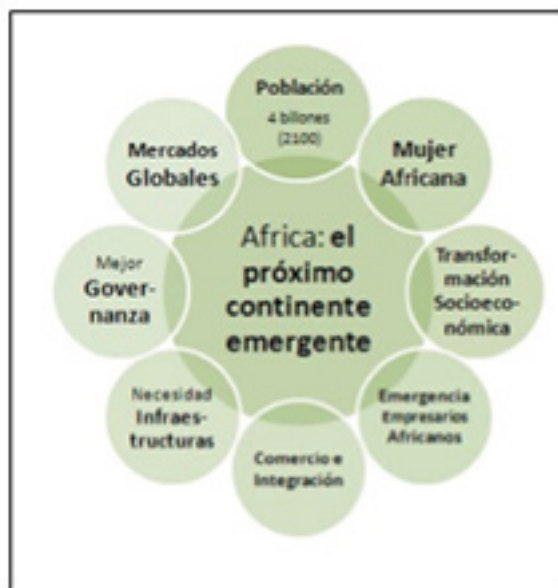 Población
4 billones
(2100)
Mujer
Africana
Transfor-
mación
Socioeco-
nómica
Emergencia
Empresarios
Africanos
Comercio e
Integración
Necesidad
Infraes-
tructuras
Mejor
Gover-
nanza
Mercados
Globales
Africa: el
próximo
continente
emergente